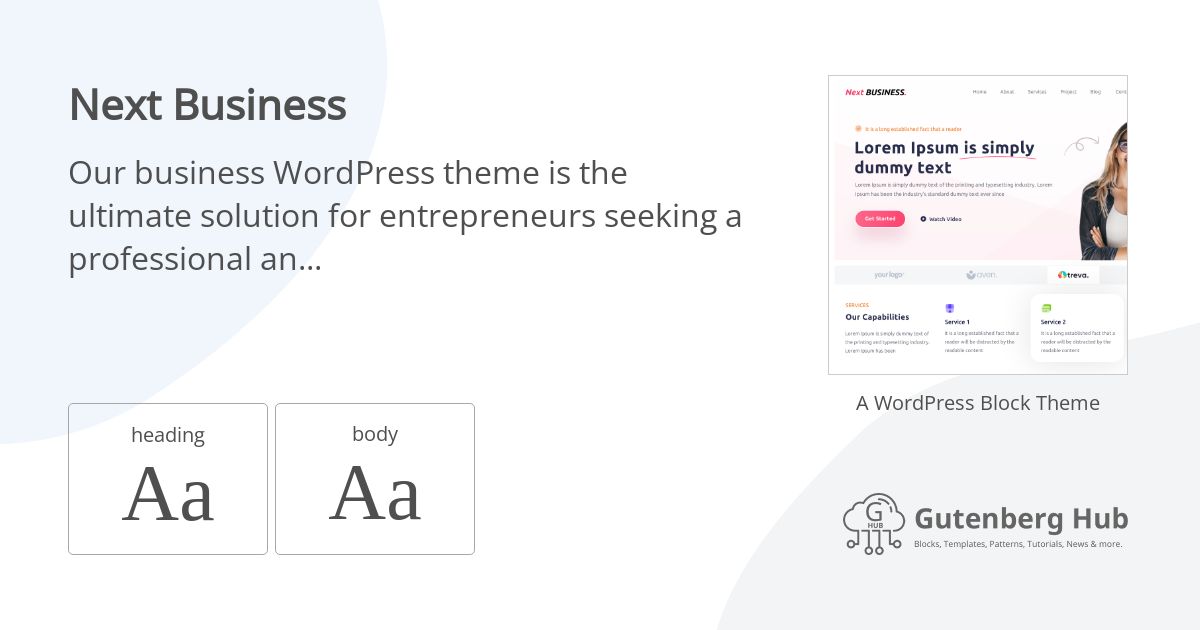 Next Business
Our business WordPress theme is the
ultimate solution for entrepreneurs seeking a
professional an...
heading
Aa
body
Aa
Next BUSINESS.
Home About Services Project Blog Cont
It is a long established fact that a reader
Lorem Ipsum is simply
dummy text
Lorem Ipsum is simply dummy text of the printing and typesetting industry. Lorem
Ipsum has been the industry's standard dummy text ever since
Get Started
Watch Video
your logo
aven.
treva.
SERVICES
Our Capabilities
Lorem Ipsum is simply dummy text of
the printing and typesetting industry.
Lorem Ipsum has been
Service 1
It is a long established fact that a
reader will be distracted by the
readable content
Service 2
It is a long established fact that a
reader will be distracted by the
readable content
A WordPress Block Theme
G
HUB
Gutenberg Hub
Blocks, Templates, Patterns, Tutorials, News & more.